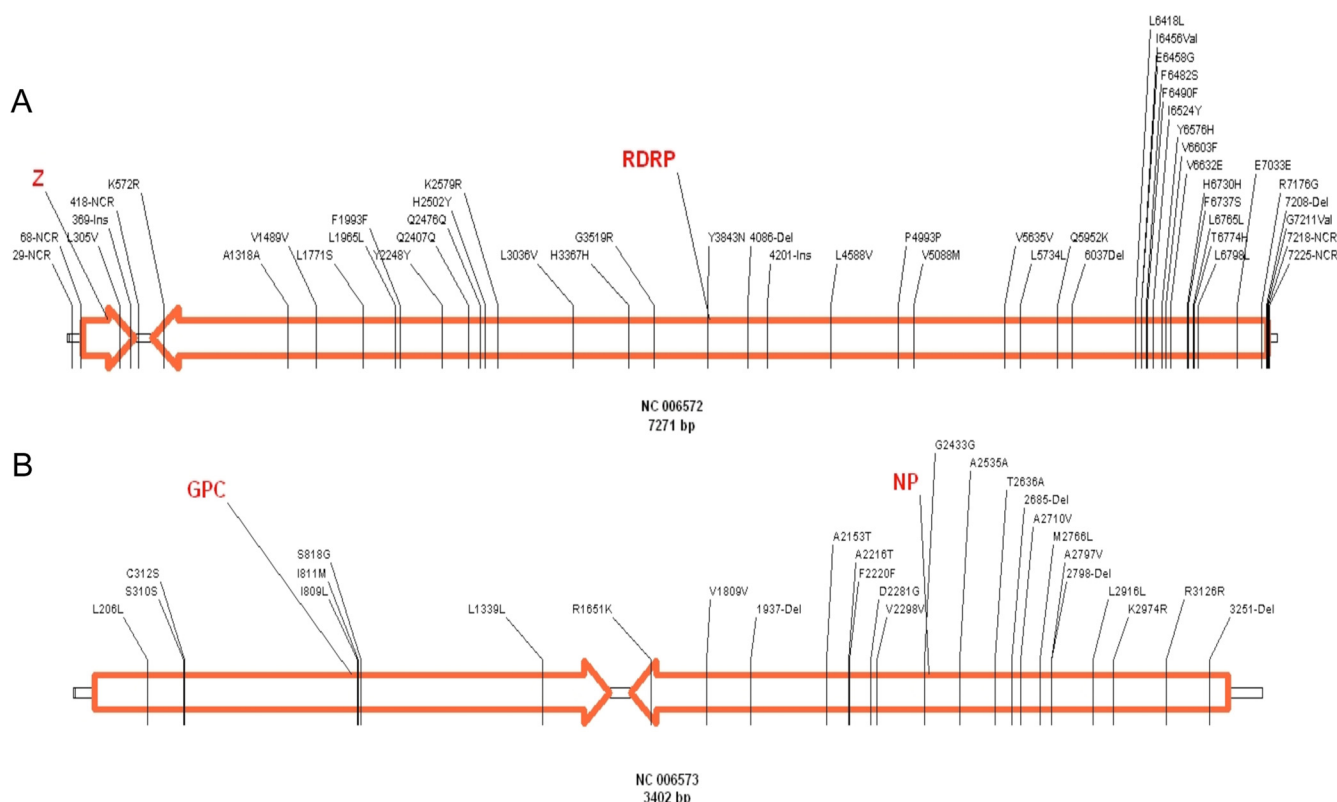 A
L6418L
I6456Val
E6458G
F6482S
F6490F
I6524Y
Y6576H
V6603F
V6632E
RDRP
Z
K572R
K2579R
E7033E
418-NCR
H2502Y
H6730H
R7176G
369-Ins
F1993F
Q2476Q
F6737S
7208-Del
68-NCR
L305V
V1489V
L1965L
Q2407Q
G3519R
Y3843N
4086-Del
P4993P
V5635V
Q5952K
L6765L
T6774H
G7211Val
7218-NCR
29-NCR
A1318A
L1771S
Y2248Y
L3036V
H3367H
4201-Ins
L4588V
V5088M
L5734L
6037Del
L6798L
7225-NCR
NC 006572
7271 bp
B
G2433G
A2535A
GPC
NP
T2636A
2685-Del
A2710V
A2153T
M2766L
S818G
A2216T
A2797V
C312S
I811M
F2220F
2798-Del
S310S
I809L
D2281G
L2916L
R3126R
L206L
L1339L
R1651K
V1809V
1937-Del
V2298V
K2974R
3251-Del
NC 006573
3402 bp